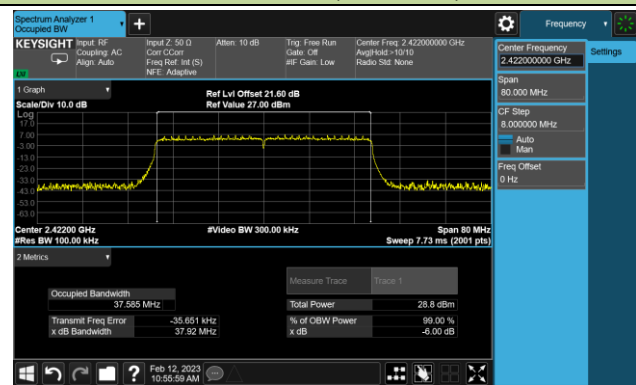 Spectrum Analyzer 1
Occupied BW
Frequency
KEYSIGHT
Input: RF
Coupling: AC
Align: Auto
Input Z: 50 Ω
Corr CCorr
Freq Ref: Int (S)
NFE: Adaptive
Atten: 10 dB
Trig: Free Run
Gate: Off
#IF Gain: Low
Center Freq: 2.422000000 GHz
Avg|Hold:>10/10
Radio Std: None
LXI
Center Frequency
2.422000000 GHz
Settings
Span
80.000 MHz
CF Step
8.000000 MHz
Auto
Man
Freq Offset
0 Hz
1 Graph
Scale/Div 10.0 dB
Ref Lvl Offset 21.60 dB
Ref Value 27.00 dBm
Log
17.0
7.00
-3.00
-13.0
-23.0
-33.0
-43.0
-53.0
-63.0
Center 2.42200 GHz
#Res BW 100.00 kHz
#Video BW 300.00 kHz
Span 80 MHz
Sweep 7.73 ms (2001 pts)
2 Metrics
Measure Trace
Trace 1
Occupied Bandwidth
37.585 MHz
Total Power
28.8 dBm
Transmit Freq Error
-35.651 kHz
% of OBW Power
99.00 %
x dB Bandwidth
37.92 MHz
x dB
-6.00 dB
Feb 12, 2023
10:55:59 AM